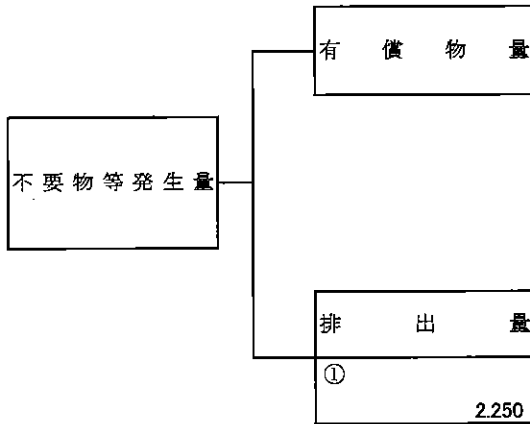 有償物量
不要物等発生量
排出量
①
2.250